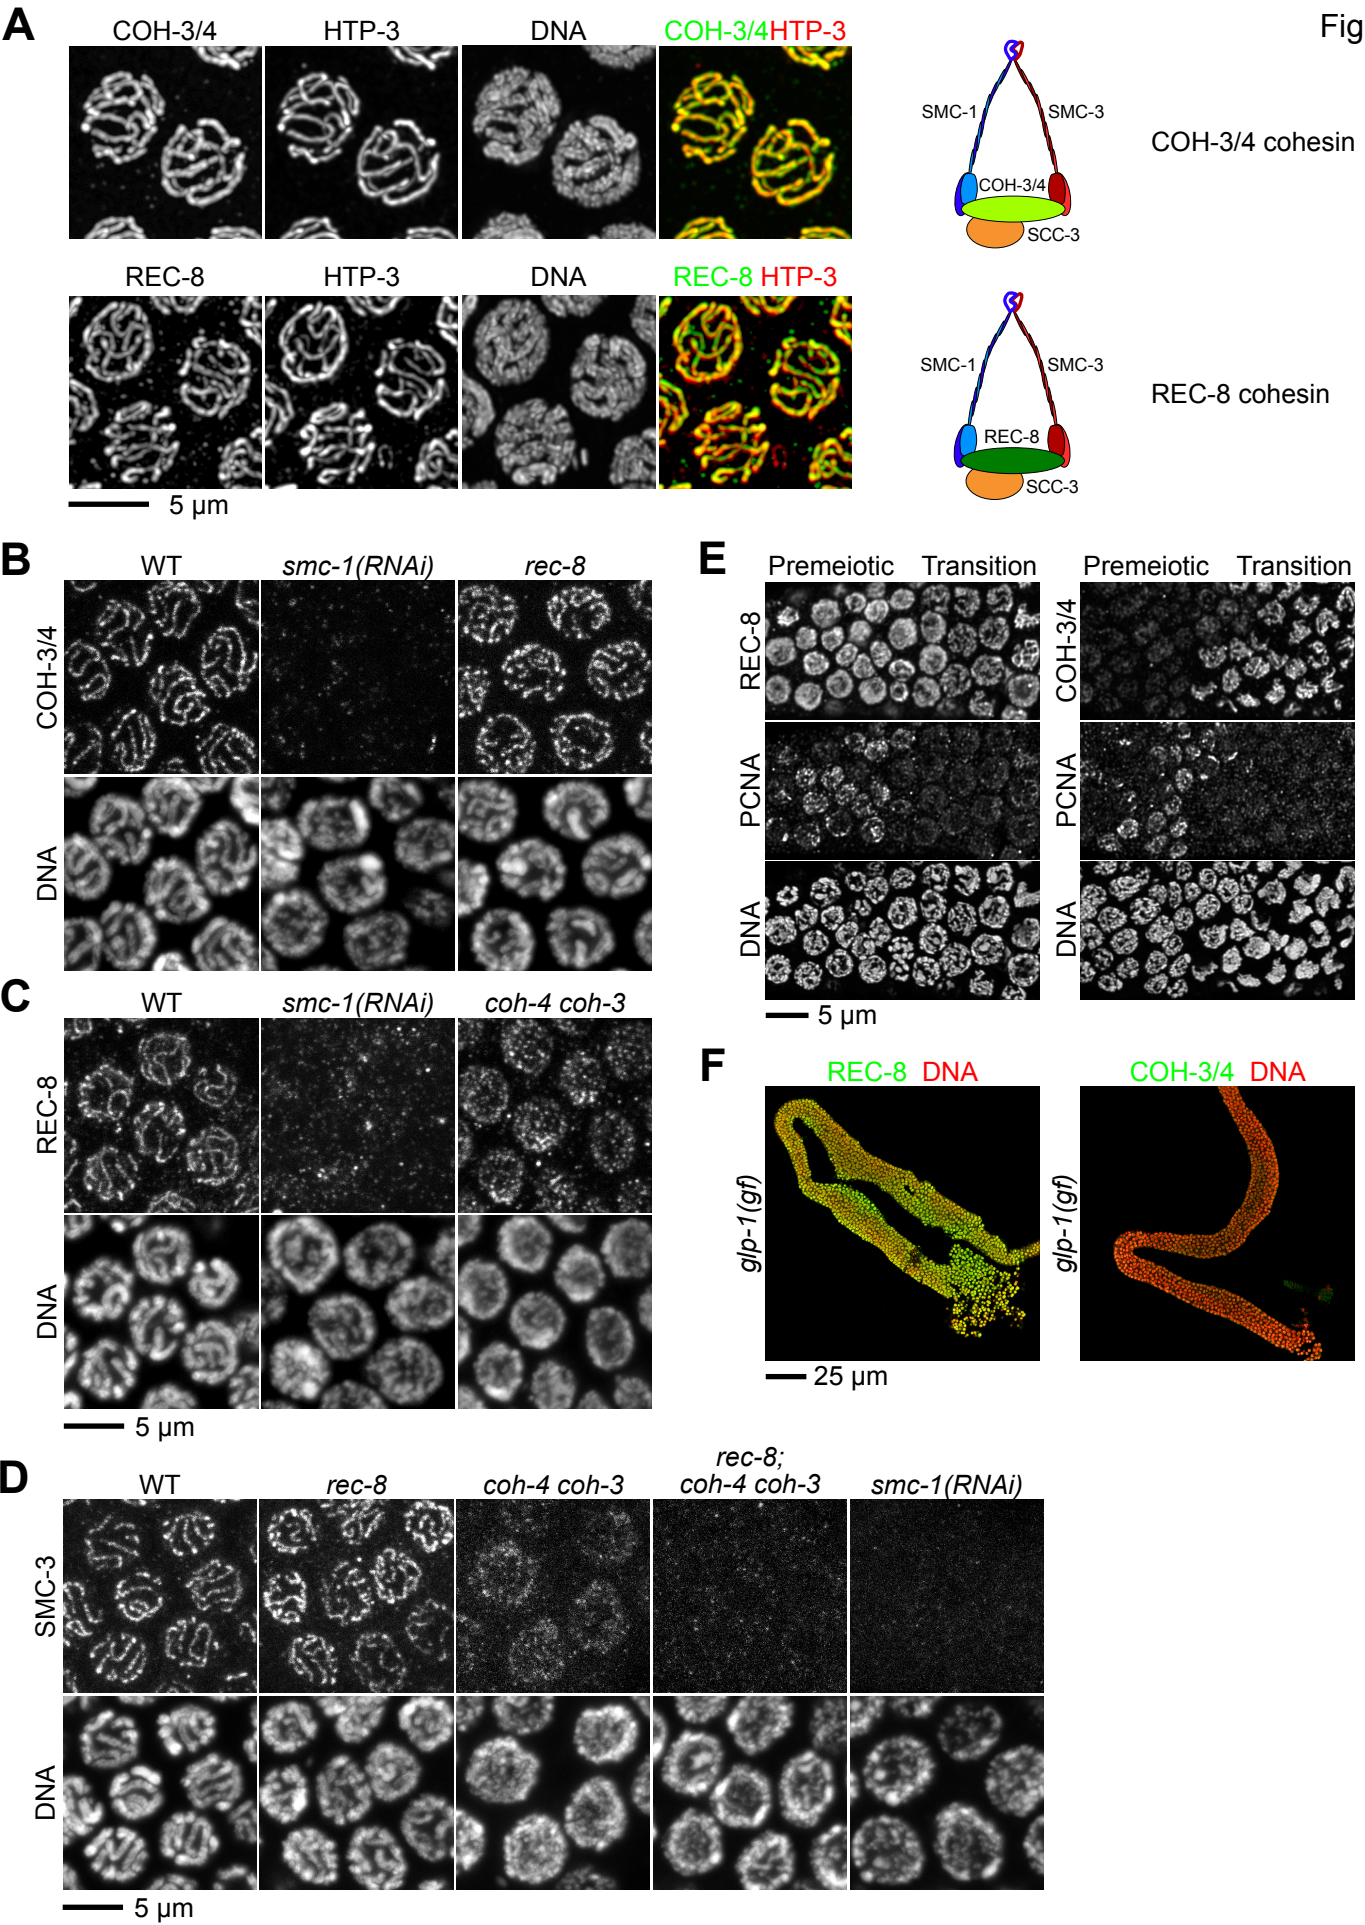 Fig
A
COH-3/4 HTP-3 DNA COH-3/4HTP-3
SMC-1 SMC-3
COH-3/4
SCC-3
COH-3/4 cohesin
REC-8 HTP-3 DNA REC-8 HTP-3
SMC-1 SMC-3
REC-8
SCC-3
REC-8 cohesin
5 µm
B
WT smc-1(RNAi) rec-8
COH-3/4
DNA
C
WT smc-1(RNAi) coh-4 coh-3
REC-8
DNA
5 µm
D
WT rec-8 coh-4 coh-3 rec-8;
coh-4 coh-3 smc-1(RNAi)
SMC-3
DNA
5 µm
E
Premeiotic Transition Premeiotic Transition
REC-8 COH-3/4
PCNA PCNA
DNA DNA
5 µm
F
REC-8 DNA COH-3/4 DNA
glp-1(gf) glp-1(gf)
25 µm